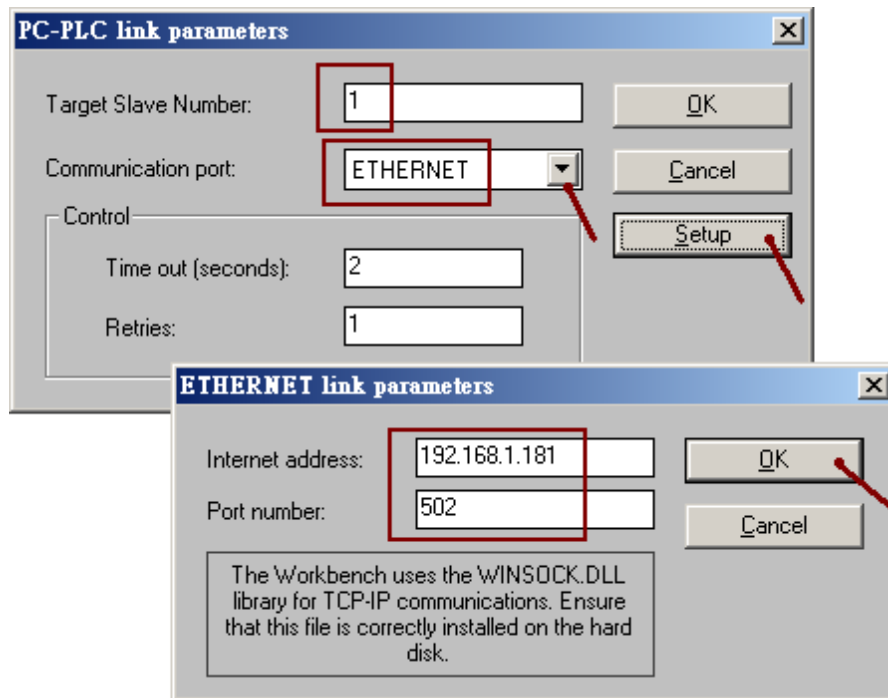 PC-PLC link parameters
Target Slave Number:
1
OK
Communication port:
ETHERNET
Cancel
Control
Setup
Time out (seconds):
2
Retries:
1
ETHERNET link parameters
Internet address:
192.168.1.181
OK
Port number:
502
Cancel
The Workbench uses the WINSOCK.DLL
library for TCP-IP communications. Ensure
that this file is correctly installed on the hard
disk.